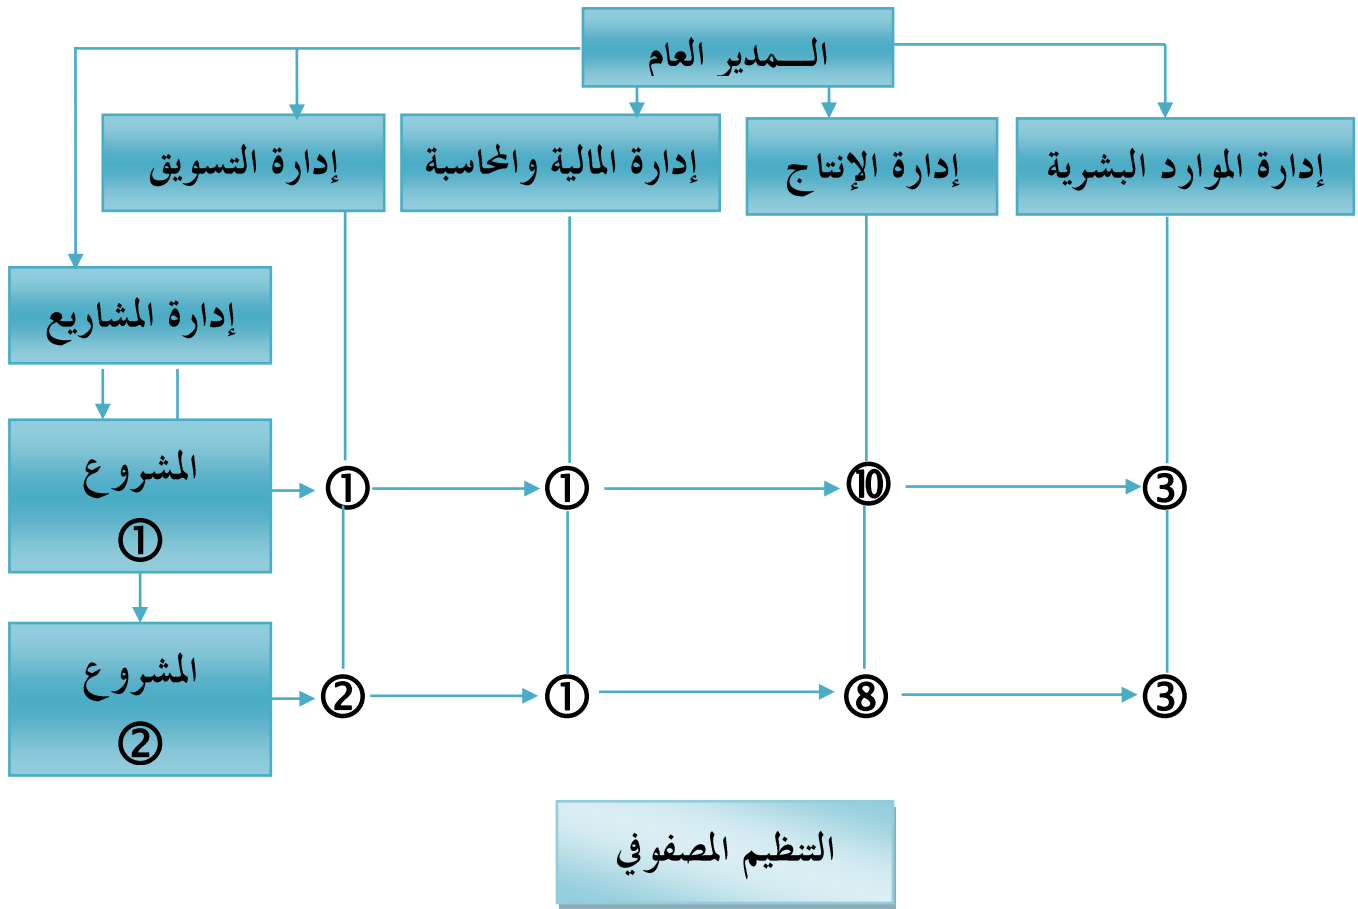 الـــمدير العام
إدارة الموارد البشرية
إدارة الإنتاج
إدارة المالية والمحاسبة
إدارة التسويق
إدارة المشاريع
المشروع
①
① ① ⑩ ③
المشروع
②
② ① ⑧ ③
التنظيم المصفوفي